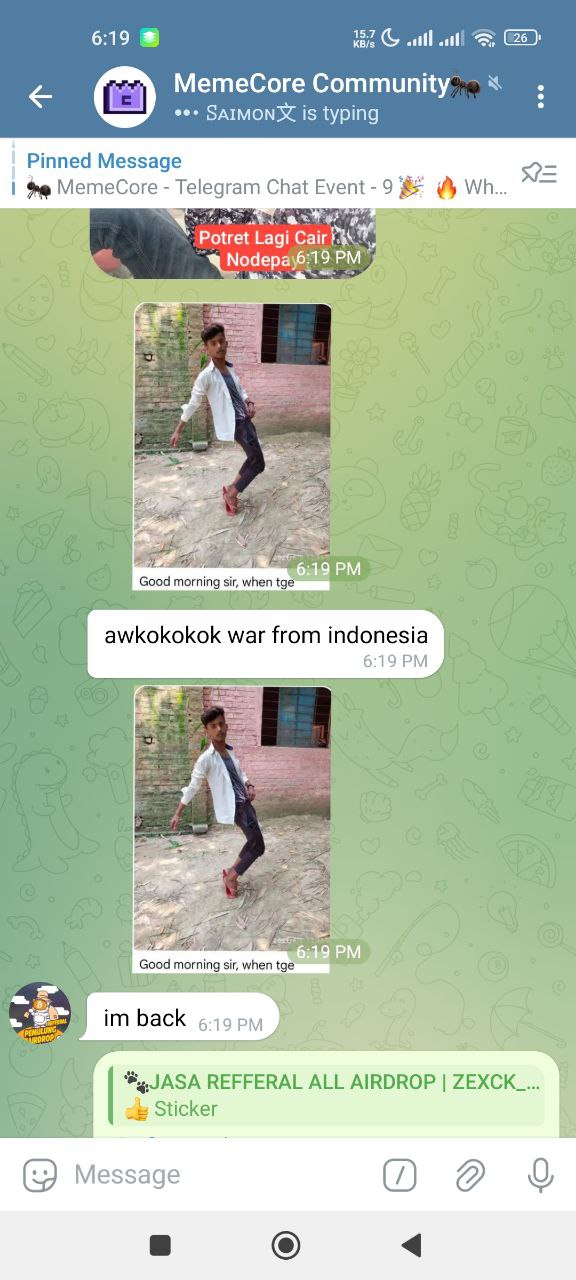 6:19
15.7
KB/s
26
MemeCore Community🐜
SAIMON文 is typing
Pinned Message
🐜 MemeCore - Telegram Chat Event - 9 🎉 🔥 Wh...
Potret Lagi Cair
Nodepay
6:19 PM
6:19 PM
Good morning sir, when tge
awkokokok war from indonesia
6:19 PM
6:19 PM
Good morning sir, when tge
PEMULUNG
AIRDROP
im back
6:19 PM
🐾JASA REFFERAL ALL AIRDROP | ZEXCK_...
👍 Sticker
Message